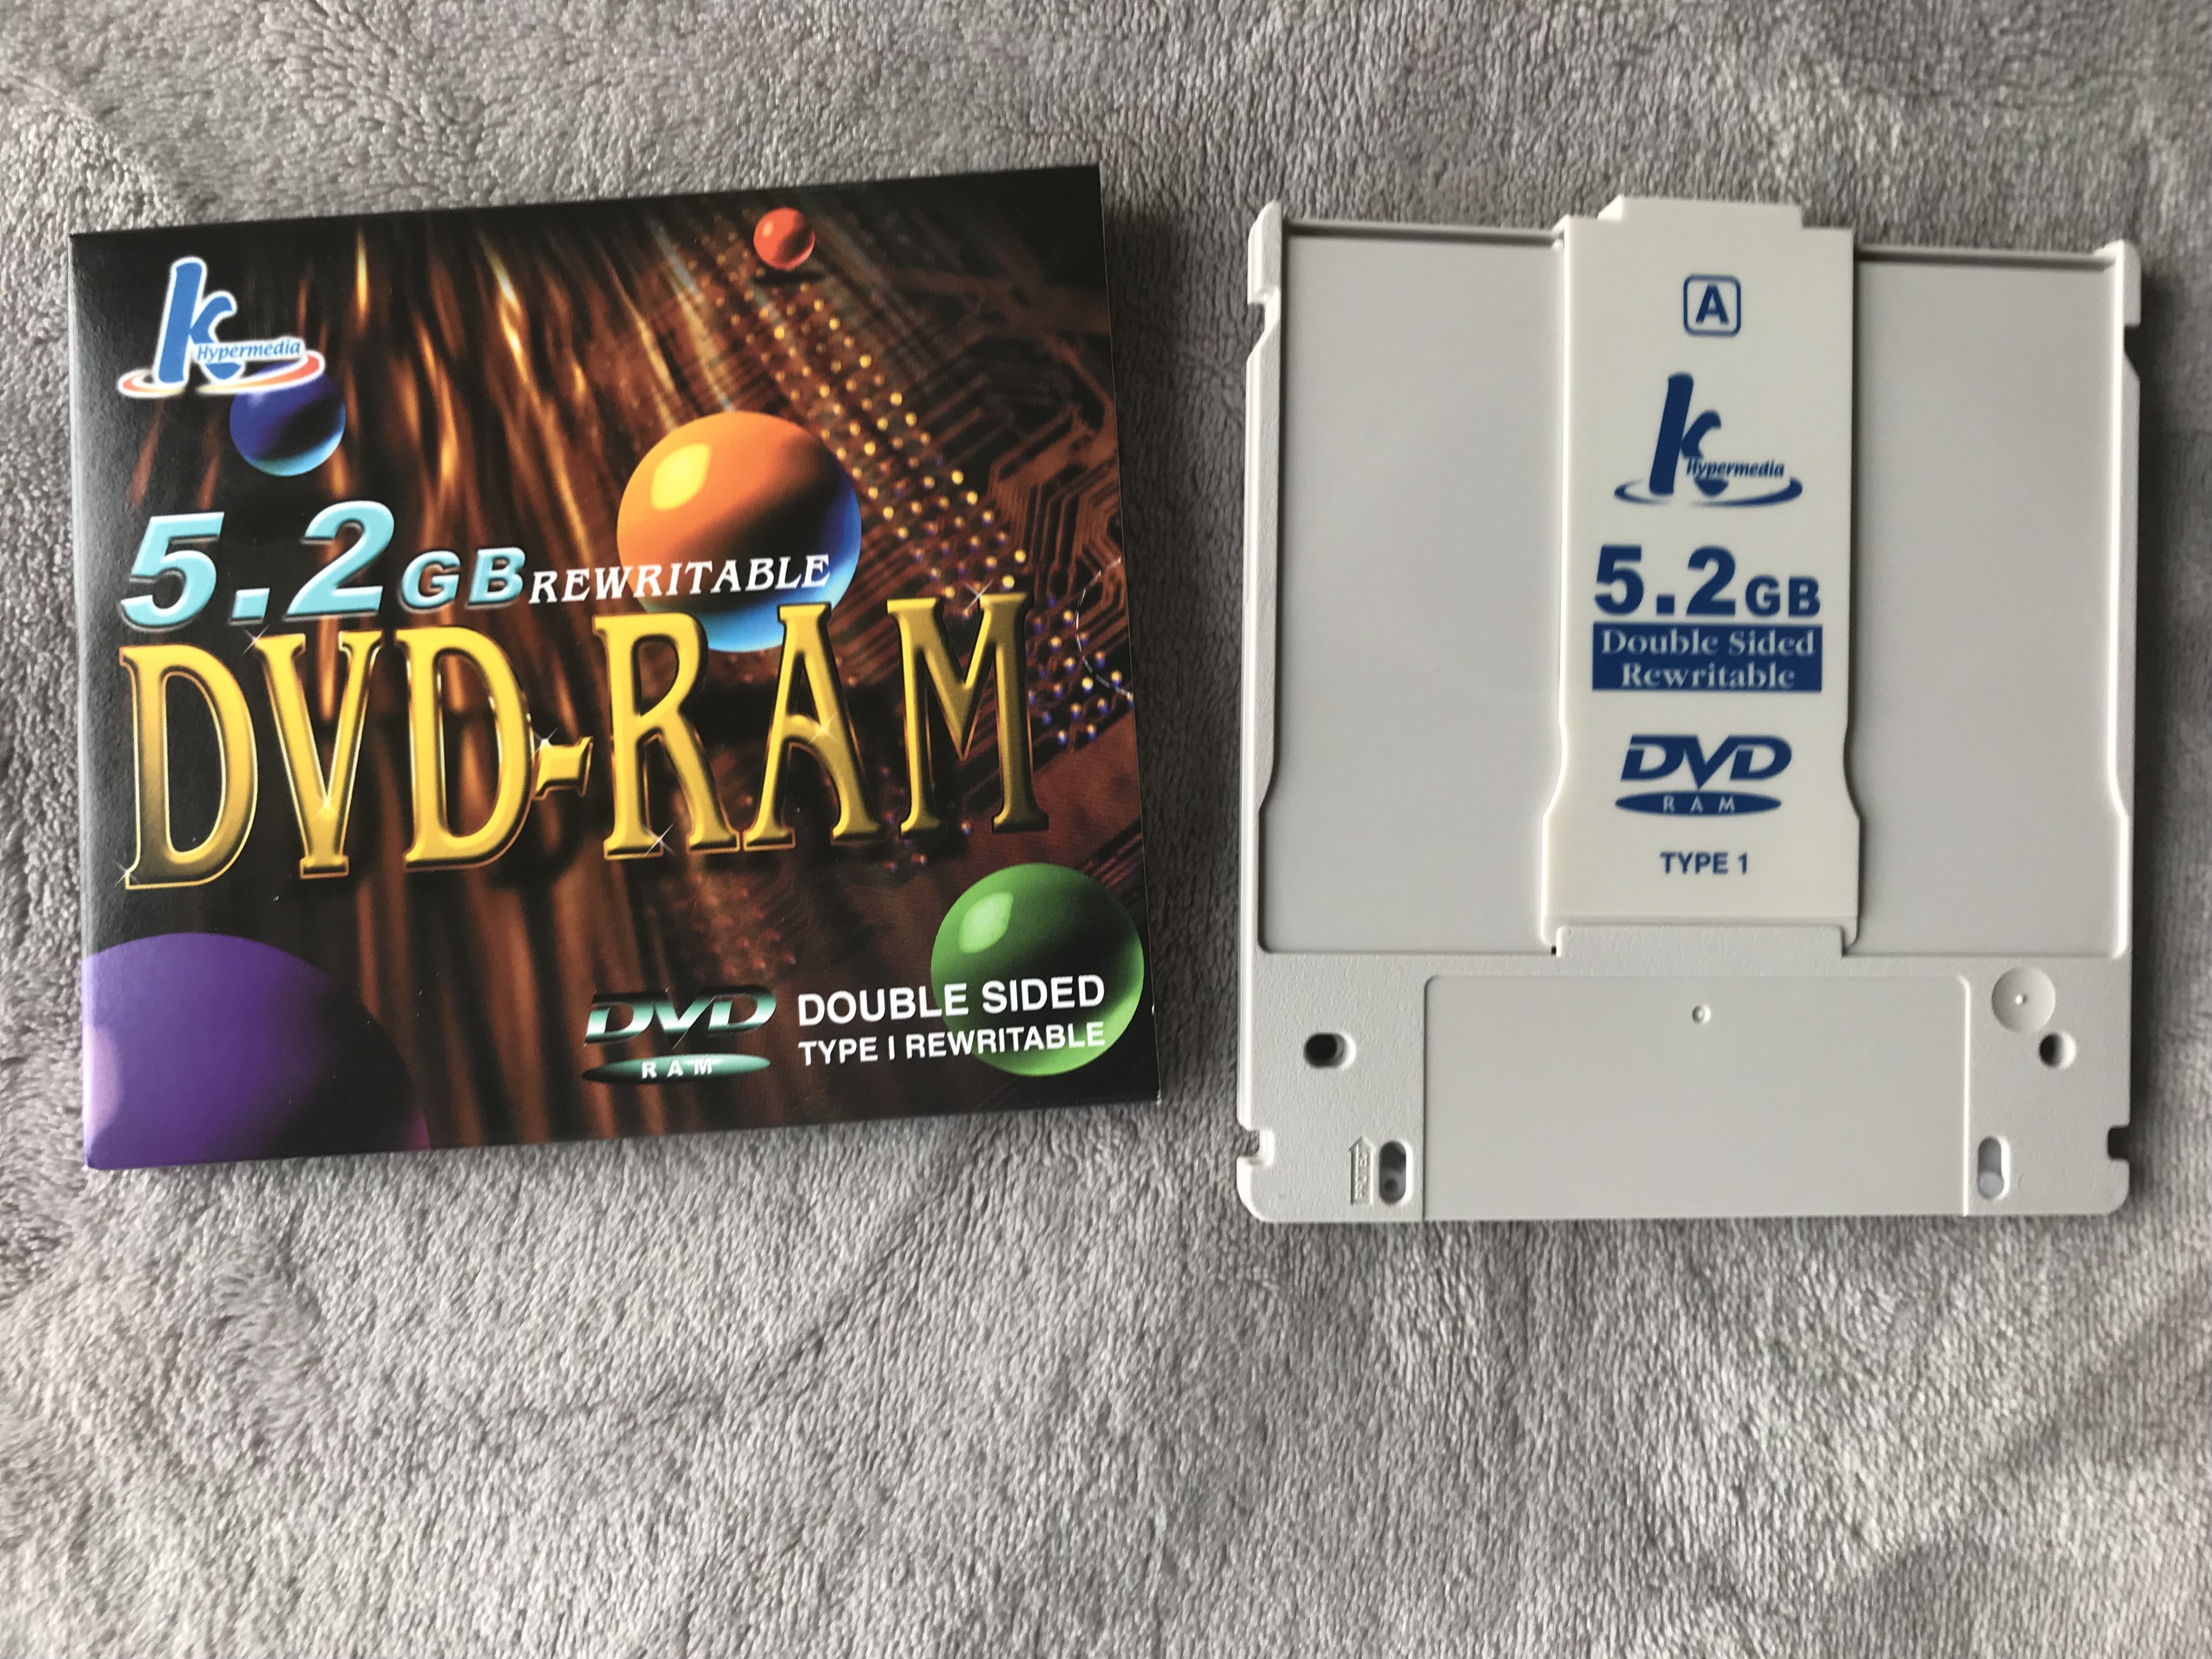 K
Hypermedia
5.2GB REWRITABLE
DVD-RAM
DVD
RAM
DOUBLE SIDED
TYPE I REWRITABLE
A
K
Hypermedia
5.2GB
Double Sided
Rewritable
DVD
RAM
TYPE 1